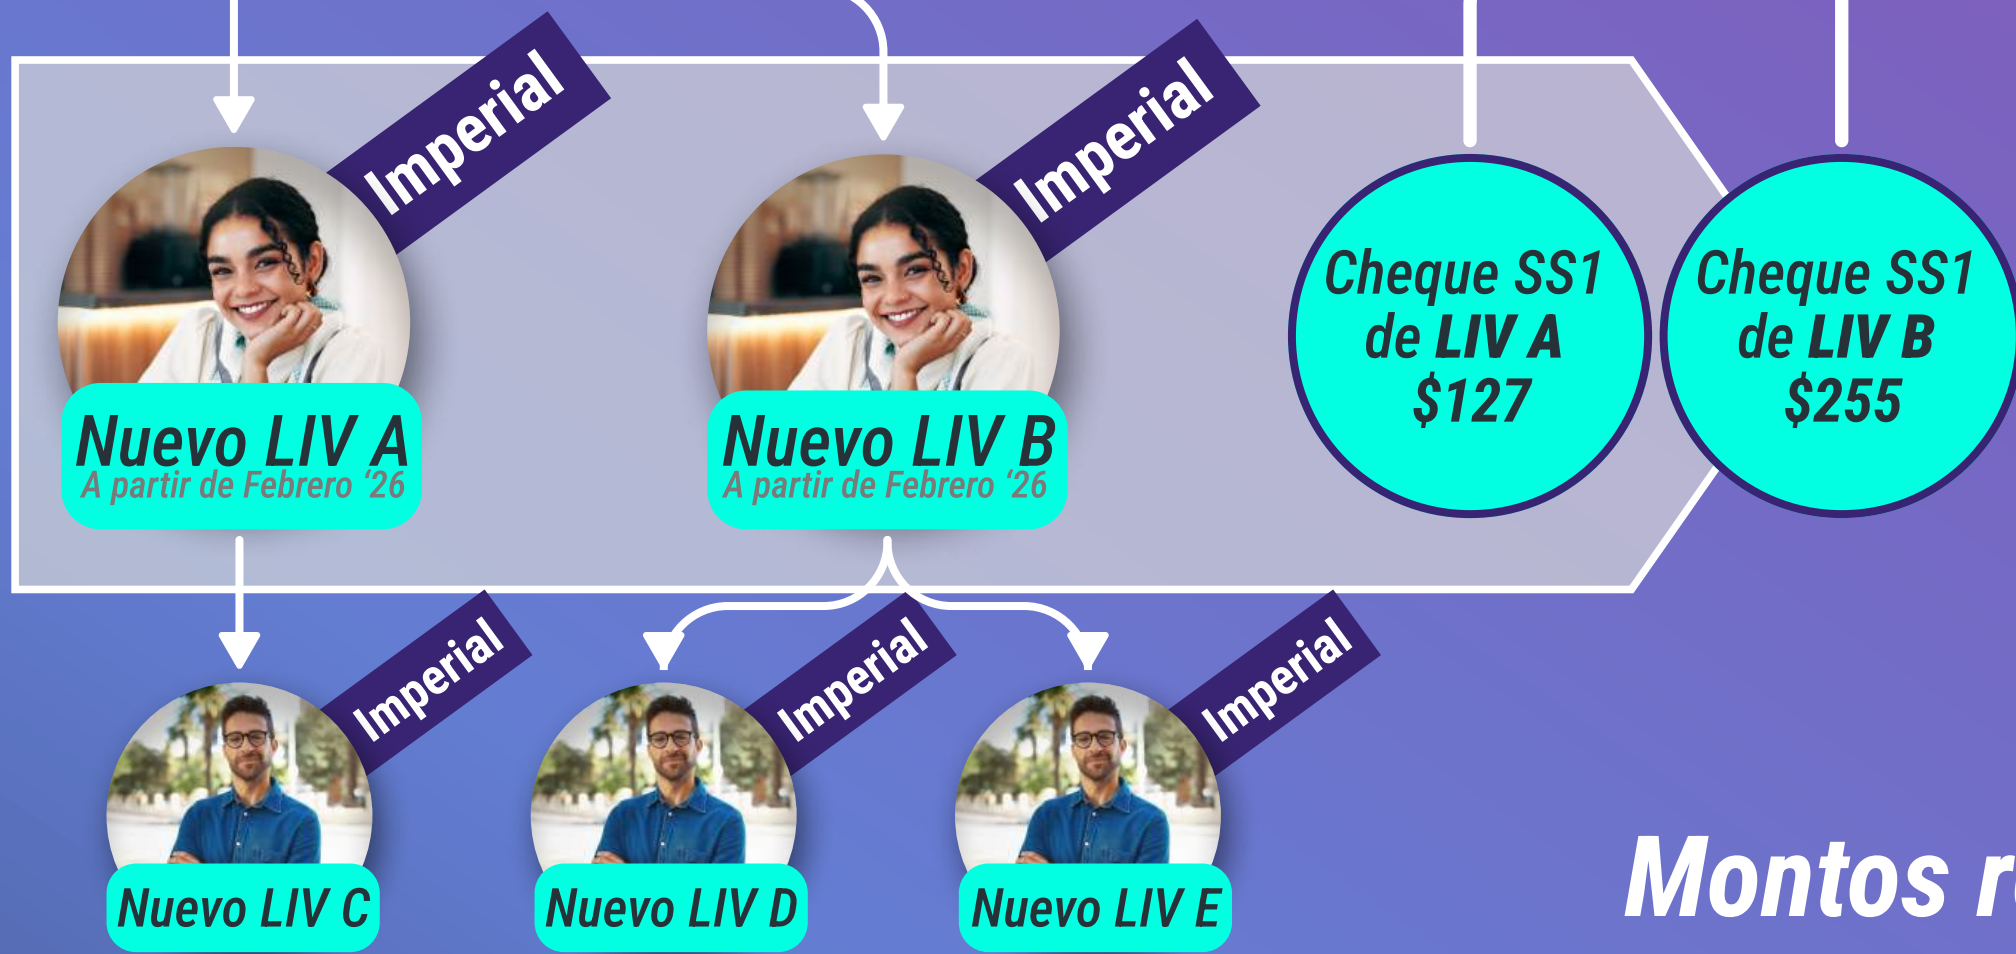 Imperial
Imperial
Nuevo LIV A
A partir de Febrero ‘26
Nuevo LIV B
A partir de Febrero ‘26
Cheque SS1
de LIV A
$127
Cheque SS1
de LIV B
$255
Imperial
Imperial
Imperial
Nuevo LIV C
Nuevo LIV D
Nuevo LIV E
Montos